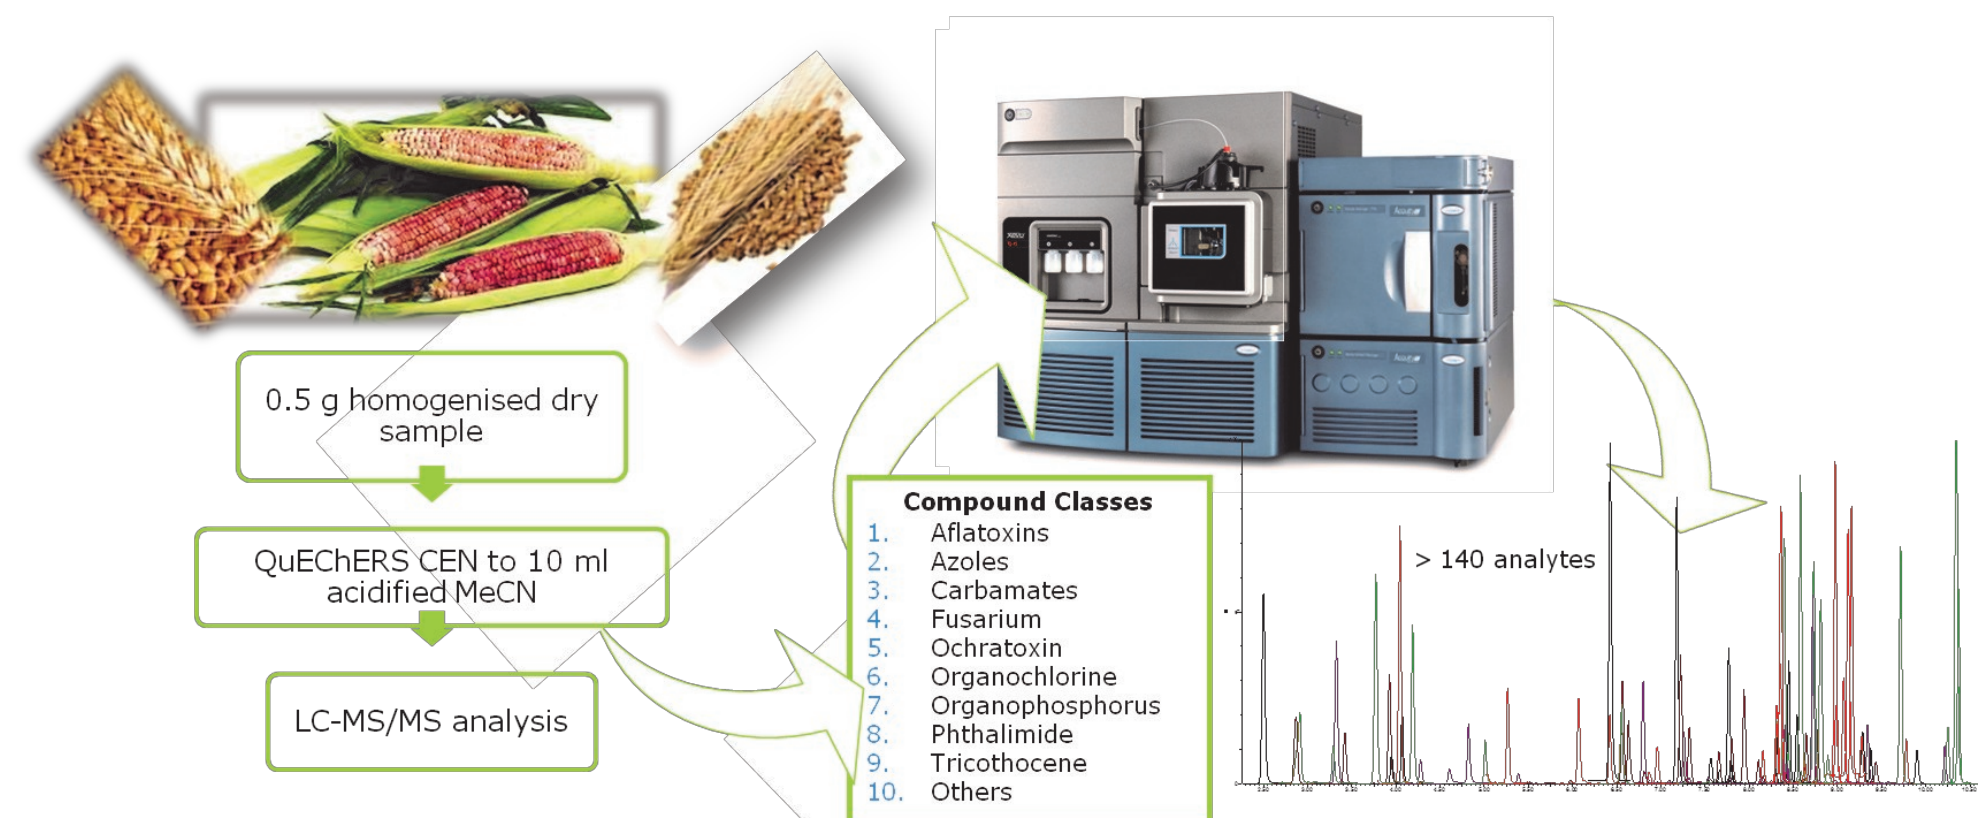 0.5 g homogenised dry
sample
QuEChERS CEN to 10 ml
acidified MeCN
LC-MS/MS analysis
Compound Classes
1. Aflatoxins
2. Azoles
3. Carbamates
4. Fusarium
5. Ochratoxin
6. Organochlorine
7. Organophosphorus
8. Phthalimide
9. Tricothocene
10. Others
> 140 analytes